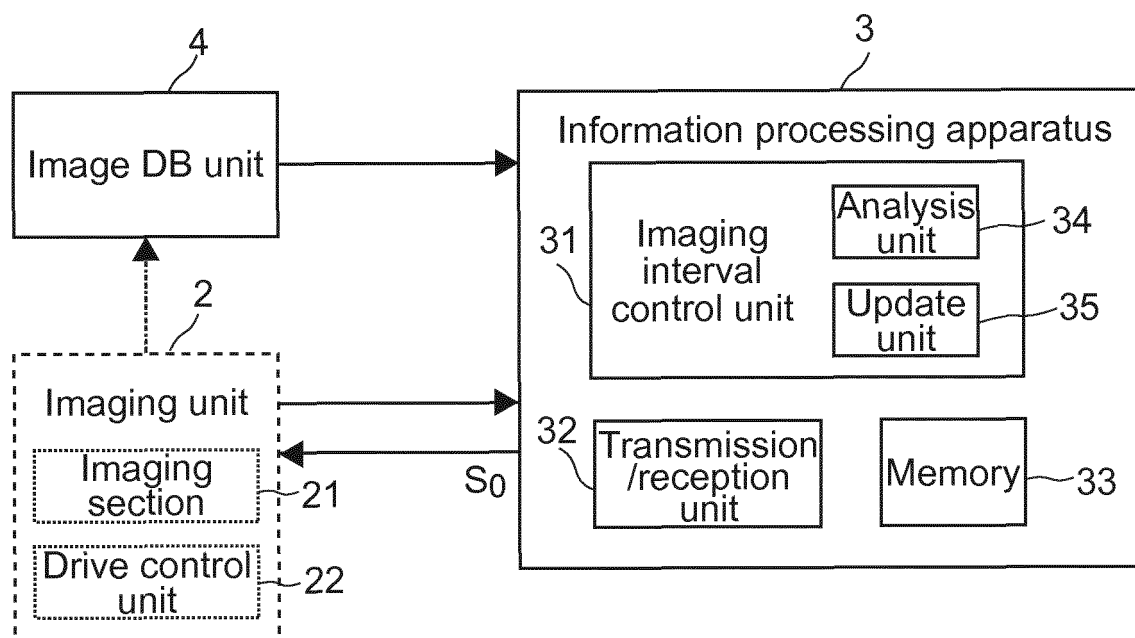 4
Image DB unit
2
Imaging unit
Imaging
section
21
Drive control
unit
22
S0
3
Information processing apparatus
31
Imaging
interval
control unit
Analysis
unit
34
Update
unit
35
32
Transmission
/reception
unit
Memory
33